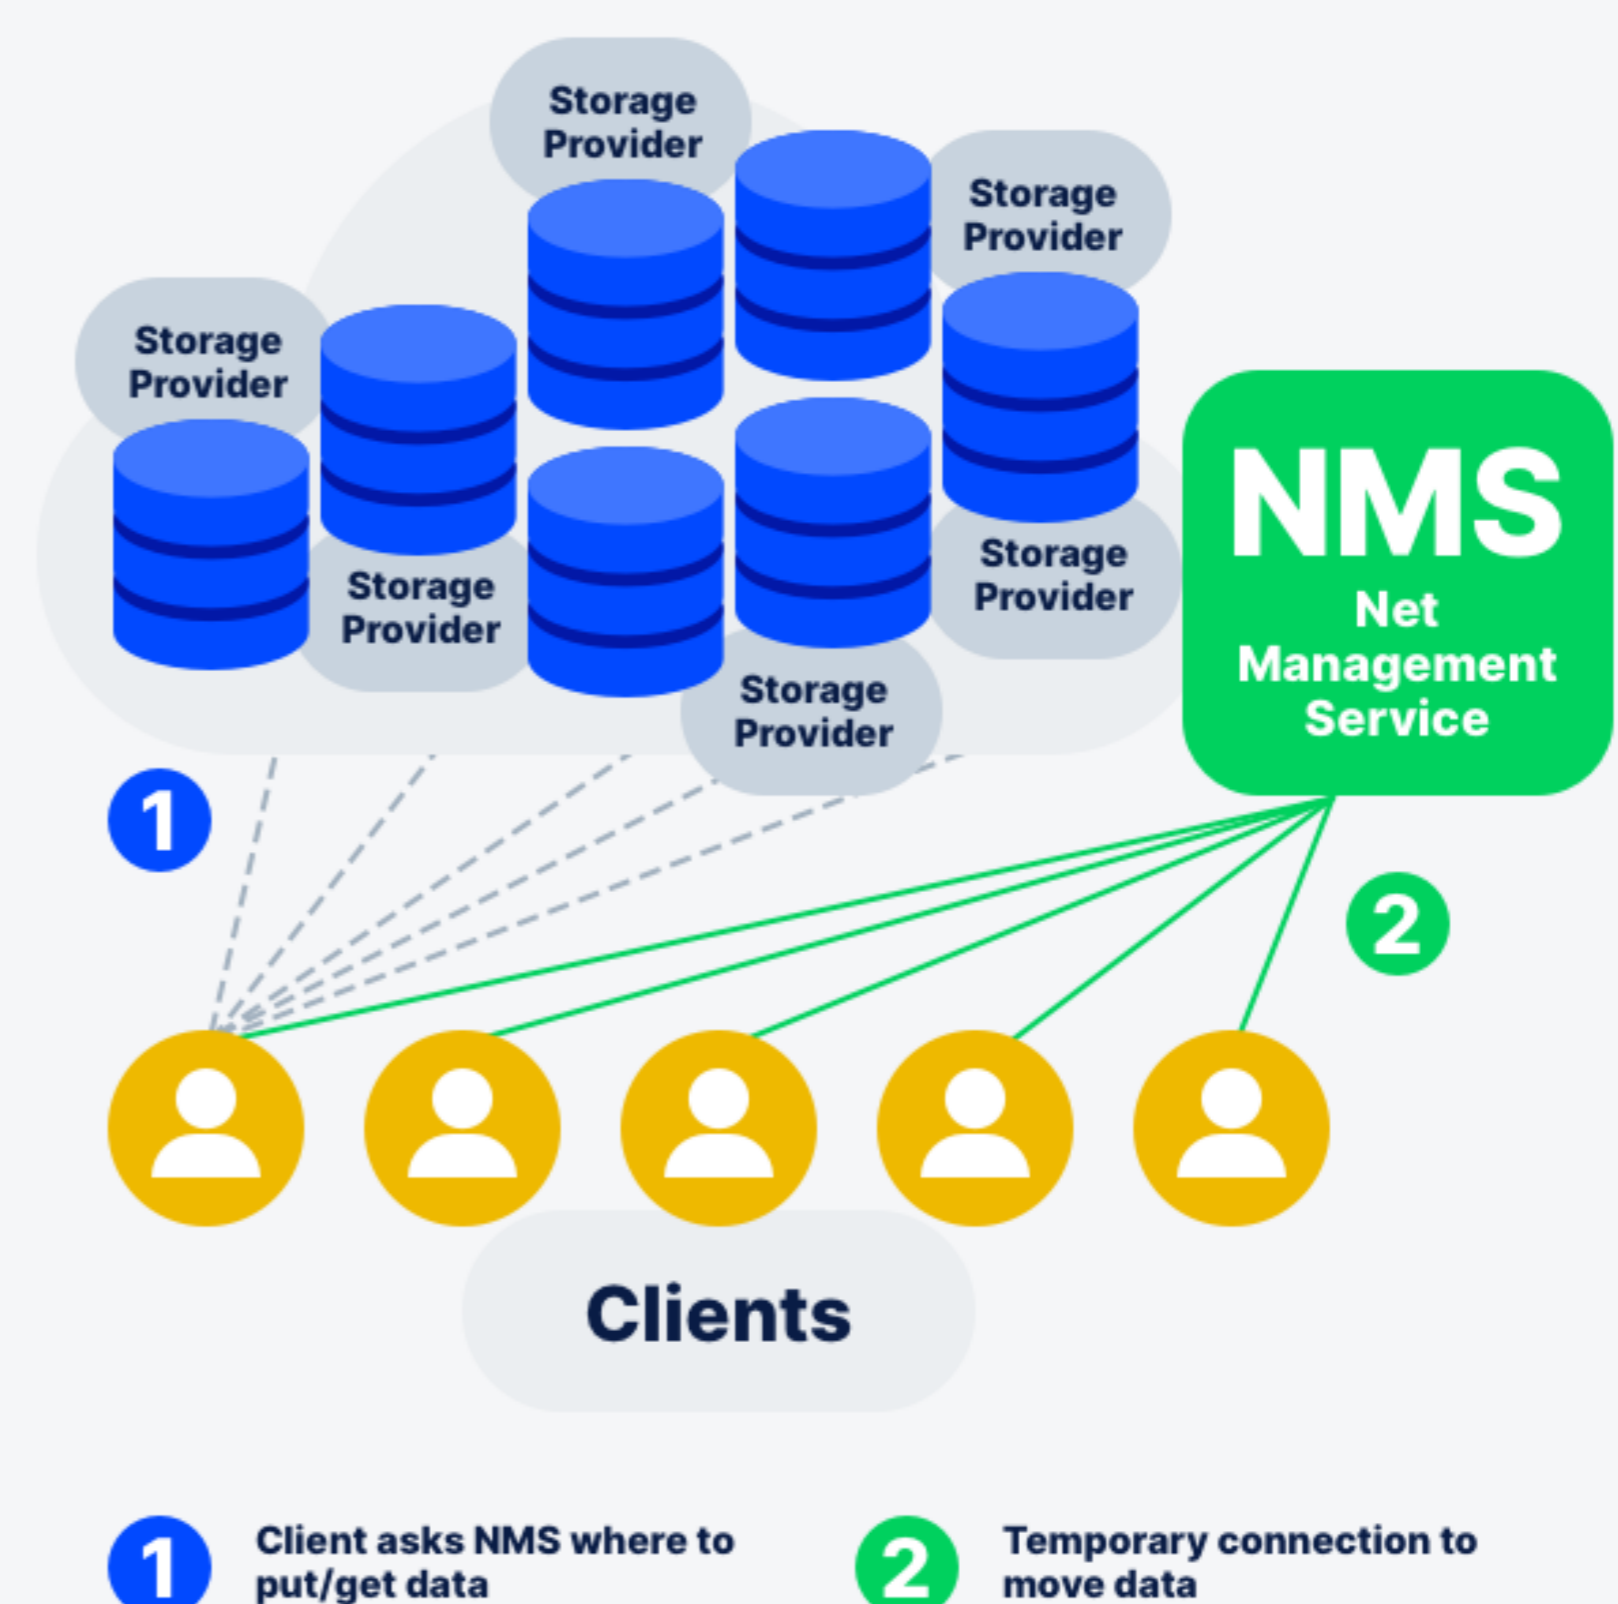 Storage
Provider
Storage
Provider
Storage
Provider
Storage
Provider
Storage
Provider
Storage
Provider
NMS
Net
Management
Service
1
2
Clients
1
Client asks NMS where to
put/get data
2
Temporary connection to
move data